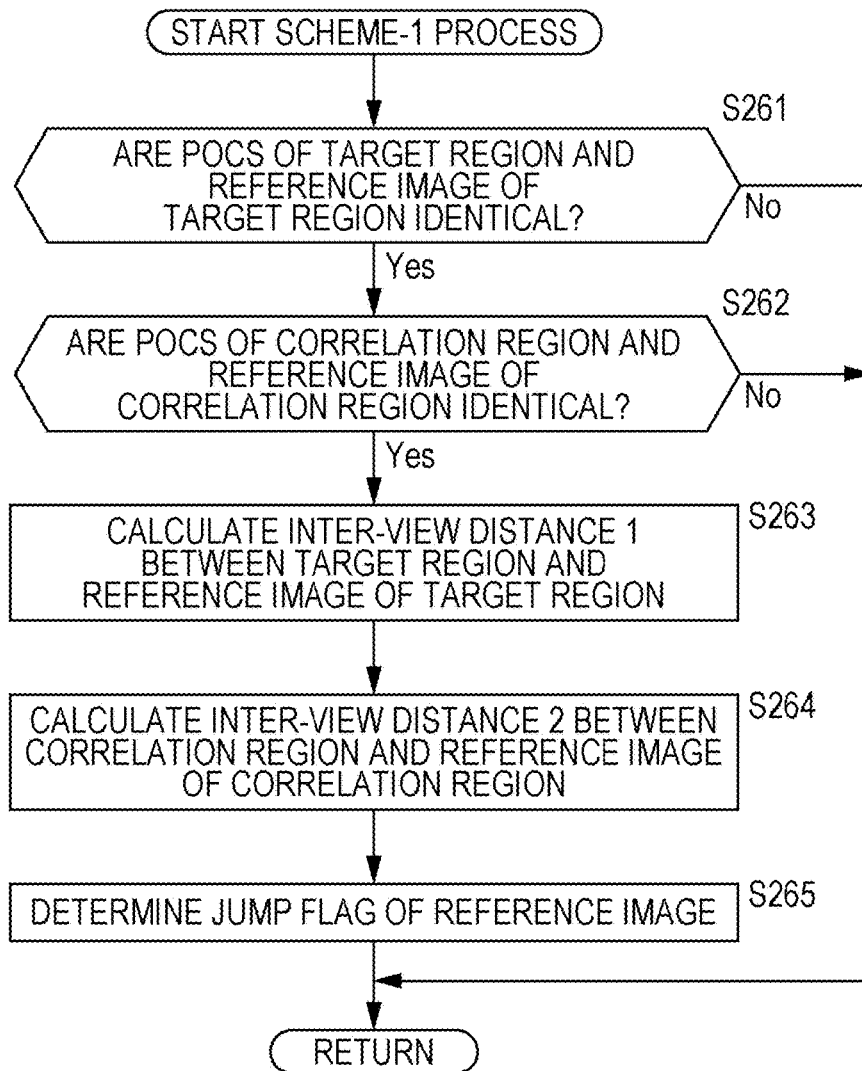 START SCHEME-1 PROCESS
S261
ARE POCS OF TARGET REGION AND
REFERENCE IMAGE OF
TARGET REGION IDENTICAL?
No
Yes
S262
ARE POCS OF CORRELATION REGION AND
REFERENCE IMAGE OF
CORRELATION REGION IDENTICAL?
No
Yes
S263
CALCULATE INTER-VIEW DISTANCE 1
BETWEEN TARGET REGION AND
REFERENCE IMAGE OF TARGET REGION
S264
CALCULATE INTER-VIEW DISTANCE 2 BETWEEN
CORRELATION REGION AND REFERENCE IMAGE
OF CORRELATION REGION
S265
DETERMINE JUMP FLAG OF REFERENCE IMAGE
RETURN